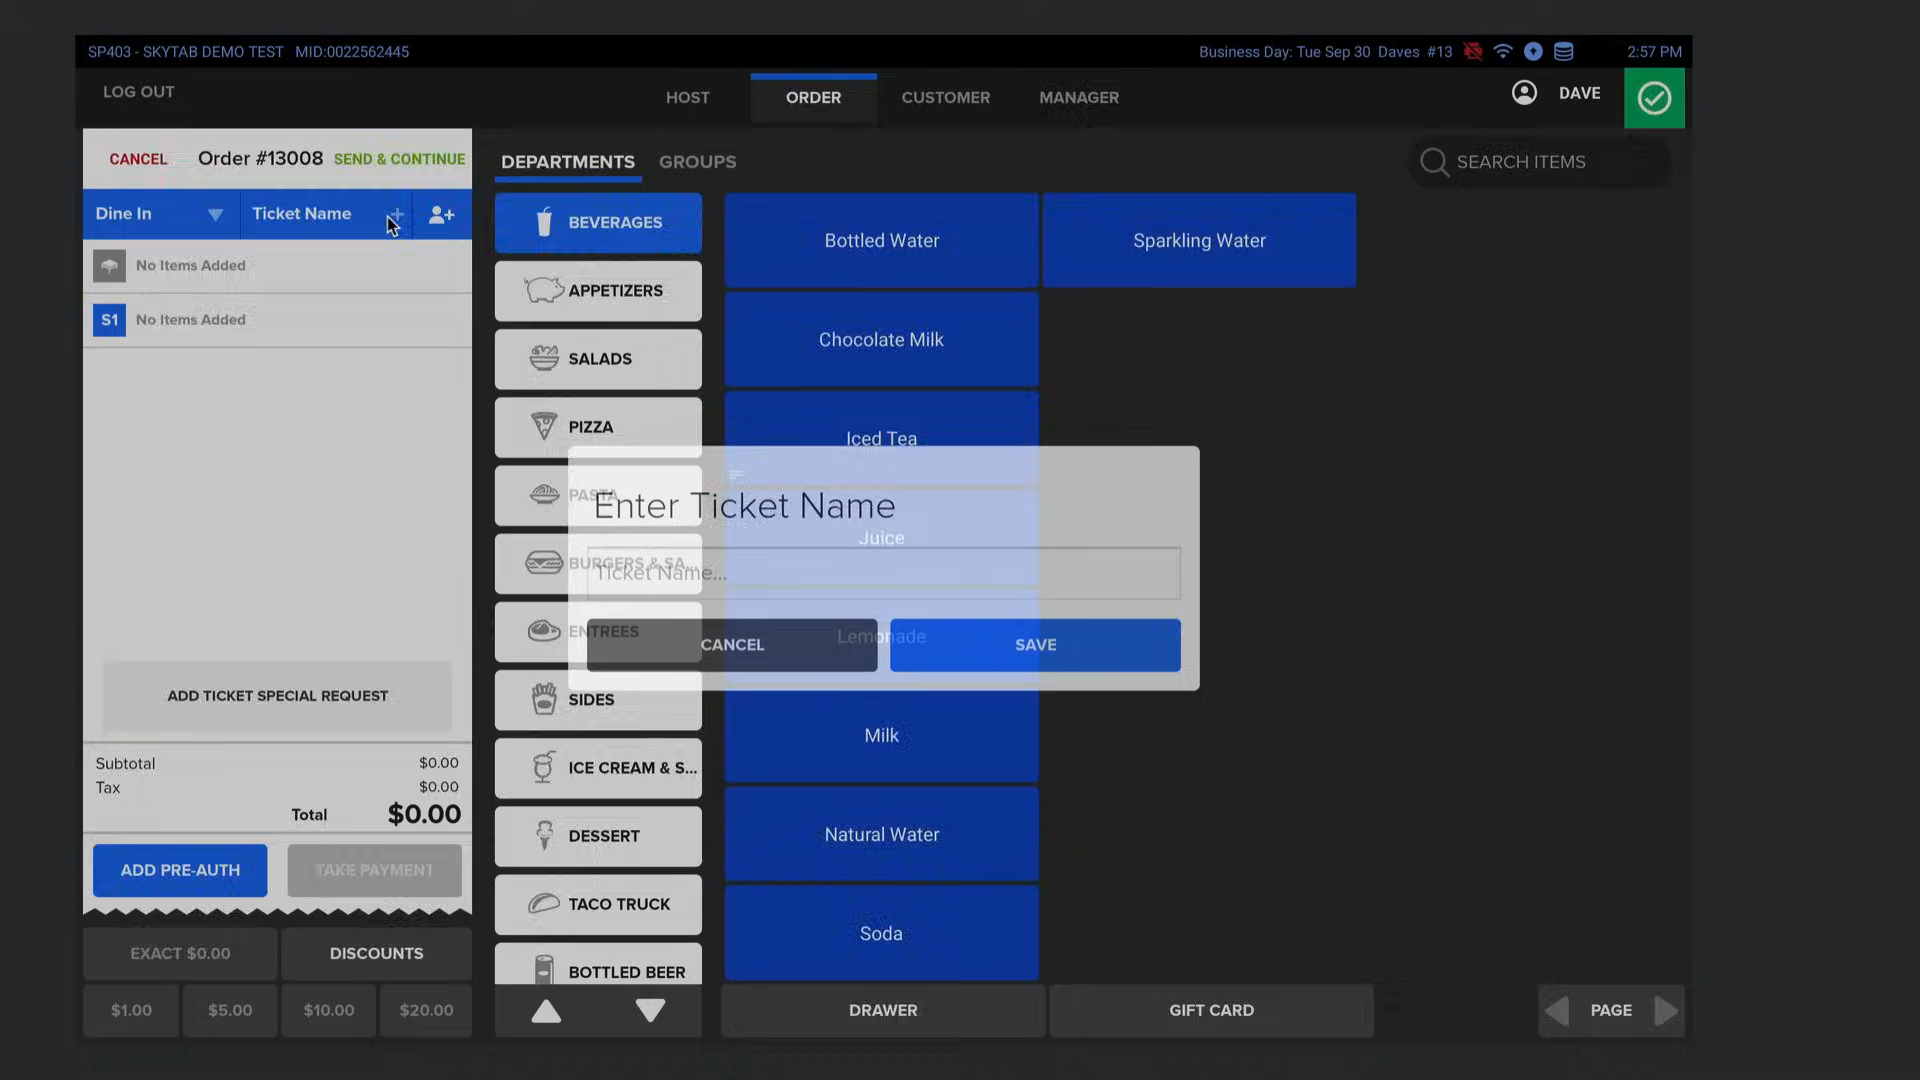 SP403 - SKYTAB DEMO TEST MID:0022562445
Business Day: Tue Sep 30 Daves #13 2:57 PM
LOG OUT
HOST
ORDER
CUSTOMER
MANAGER
DAVE
CANCEL Order #13008 SEND & CONTINUE
Dine In
Ticket Name
No Items Added
S1 No Items Added
ADD TICKET SPECIAL REQUEST
Subtotal $0.00
Tax $0.00
Total $0.00
ADD PRE-AUTH
TAKE PAYMENT
EXACT $0.00
DISCOUNTS
$1.00
$5.00
$10.00
$20.00
DEPARTMENTS
GROUPS
SEARCH ITEMS
BEVERAGES
APPETIZERS
SALADS
PIZZA
PASTA
BURGERS & SA...
ENTREES
SIDES
ICE CREAM & S...
DESSERT
TACO TRUCK
BOTTLED BEER
Bottled Water
Sparkling Water
Chocolate Milk
Iced Tea
Juice
Lemonade
Milk
Natural Water
Soda
Enter Ticket Name
Ticket Name...
CANCEL
SAVE
DRAWER
GIFT CARD
PAGE